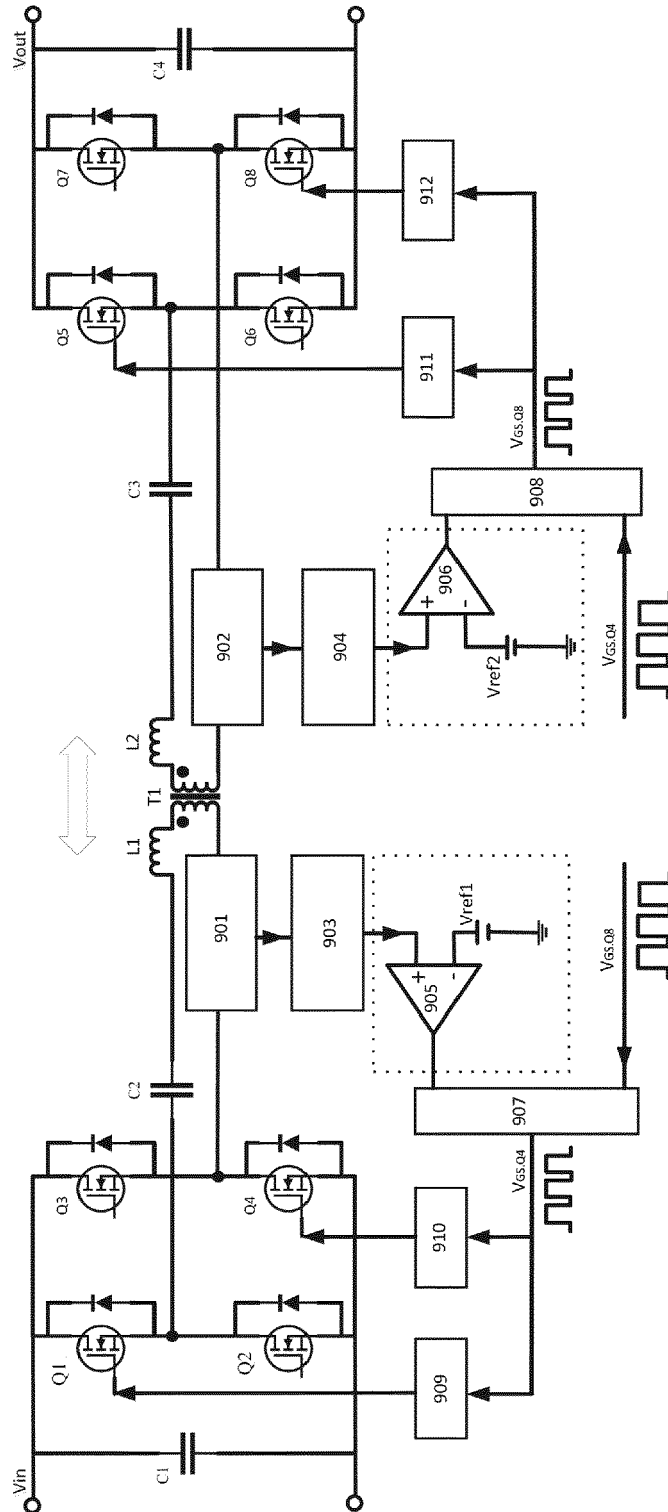 Vin
Vout
C1
Q1
Q2
Q3
Q4
C2
L1
T1
L2
C3
Q5
Q6
Q7
Q8
C4
901
902
903
904
+
-
905
Vref1
+
-
906
Vref2
907
908
909
910
911
912
VGS.Q4
VGS.Q8
VGS.Q4
VGS.Q8